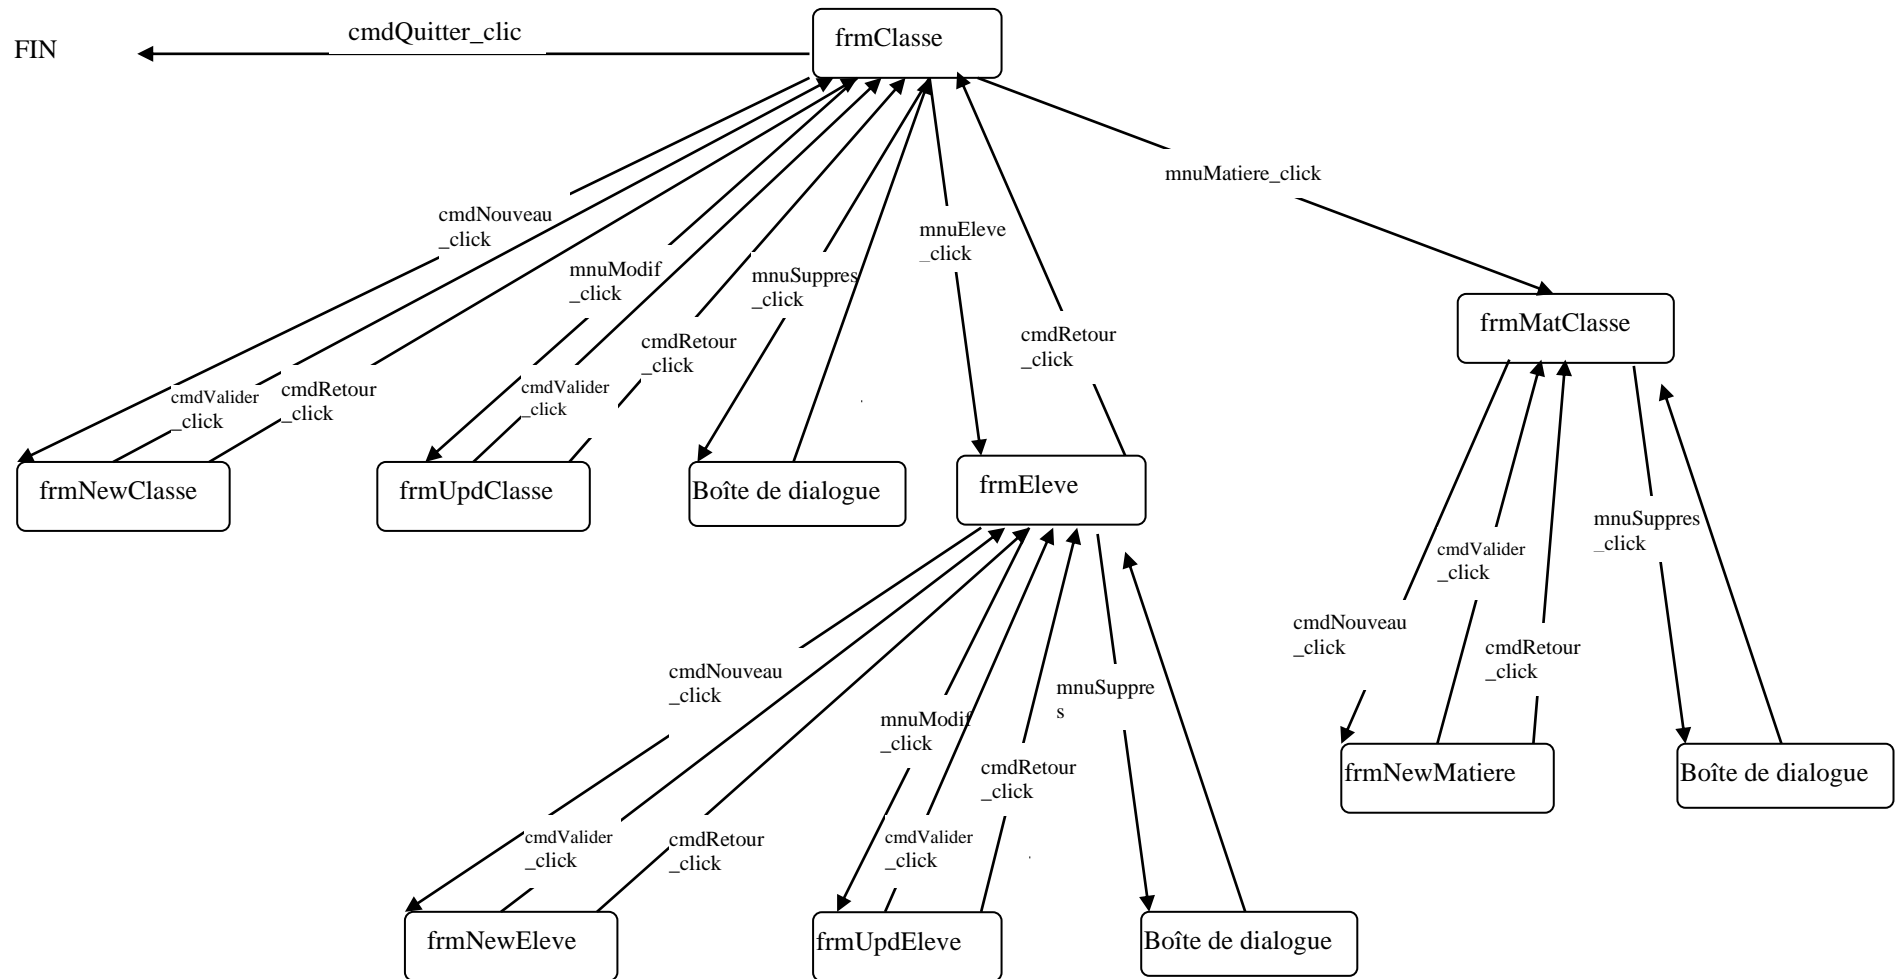 cmdQuitter_clic
frmClasse
FIN
mnuMatiere_click
cmdNouveau
_click
mnuEleve
_click
mnuModif
_click
mnuSuppres
_click
frmMatClasse
cmdRetour
_click
cmdRetour
_click
cmdValider
_click
cmdRetour
_click
cmdValider
_click
frmNewClasse
frmUpdClasse
Boîte de dialogue
frmEleve
mnuSuppres
_click
cmdValider
_click
cmdNouveau
_click
cmdRetour
_click
cmdNouveau
_click
mnuModif
_click
mnuSuppre
s
cmdRetour
_click
frmNewMatiere
Boîte de dialogue
cmdValider
_click
cmdRetour
_click
cmdValider
_click
frmNewEleve
frmUpdEleve
Boîte de dialogue